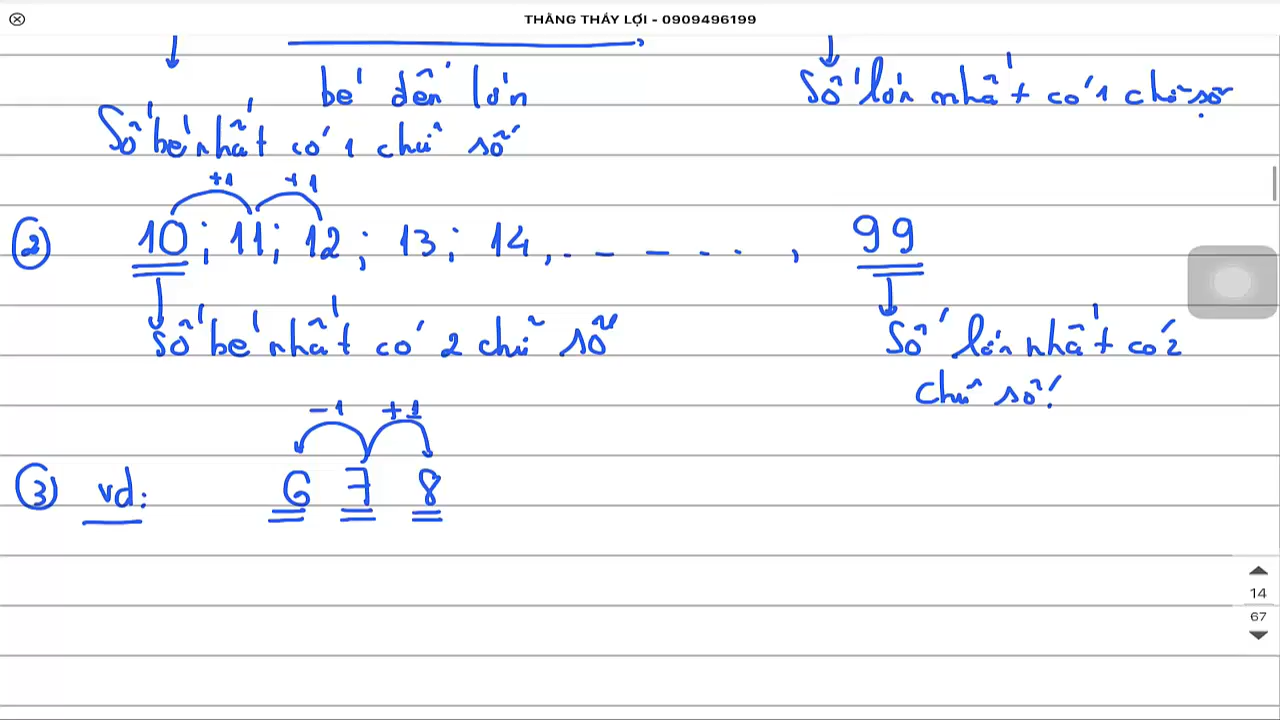 THẮNG THẦY LỢI - 0909496199
bé đến lớn
Số lớn nhất có 1 chữ số
Số bé nhất có 1 chữ số
+1 +1
② 10; 11; 12; 13; 14, . - - - . . , 99
Số bé nhất có 2 chữ số
Số lớn nhất có 2
chữ số!
-1 +1
③ vd: 6 7 8
14
67